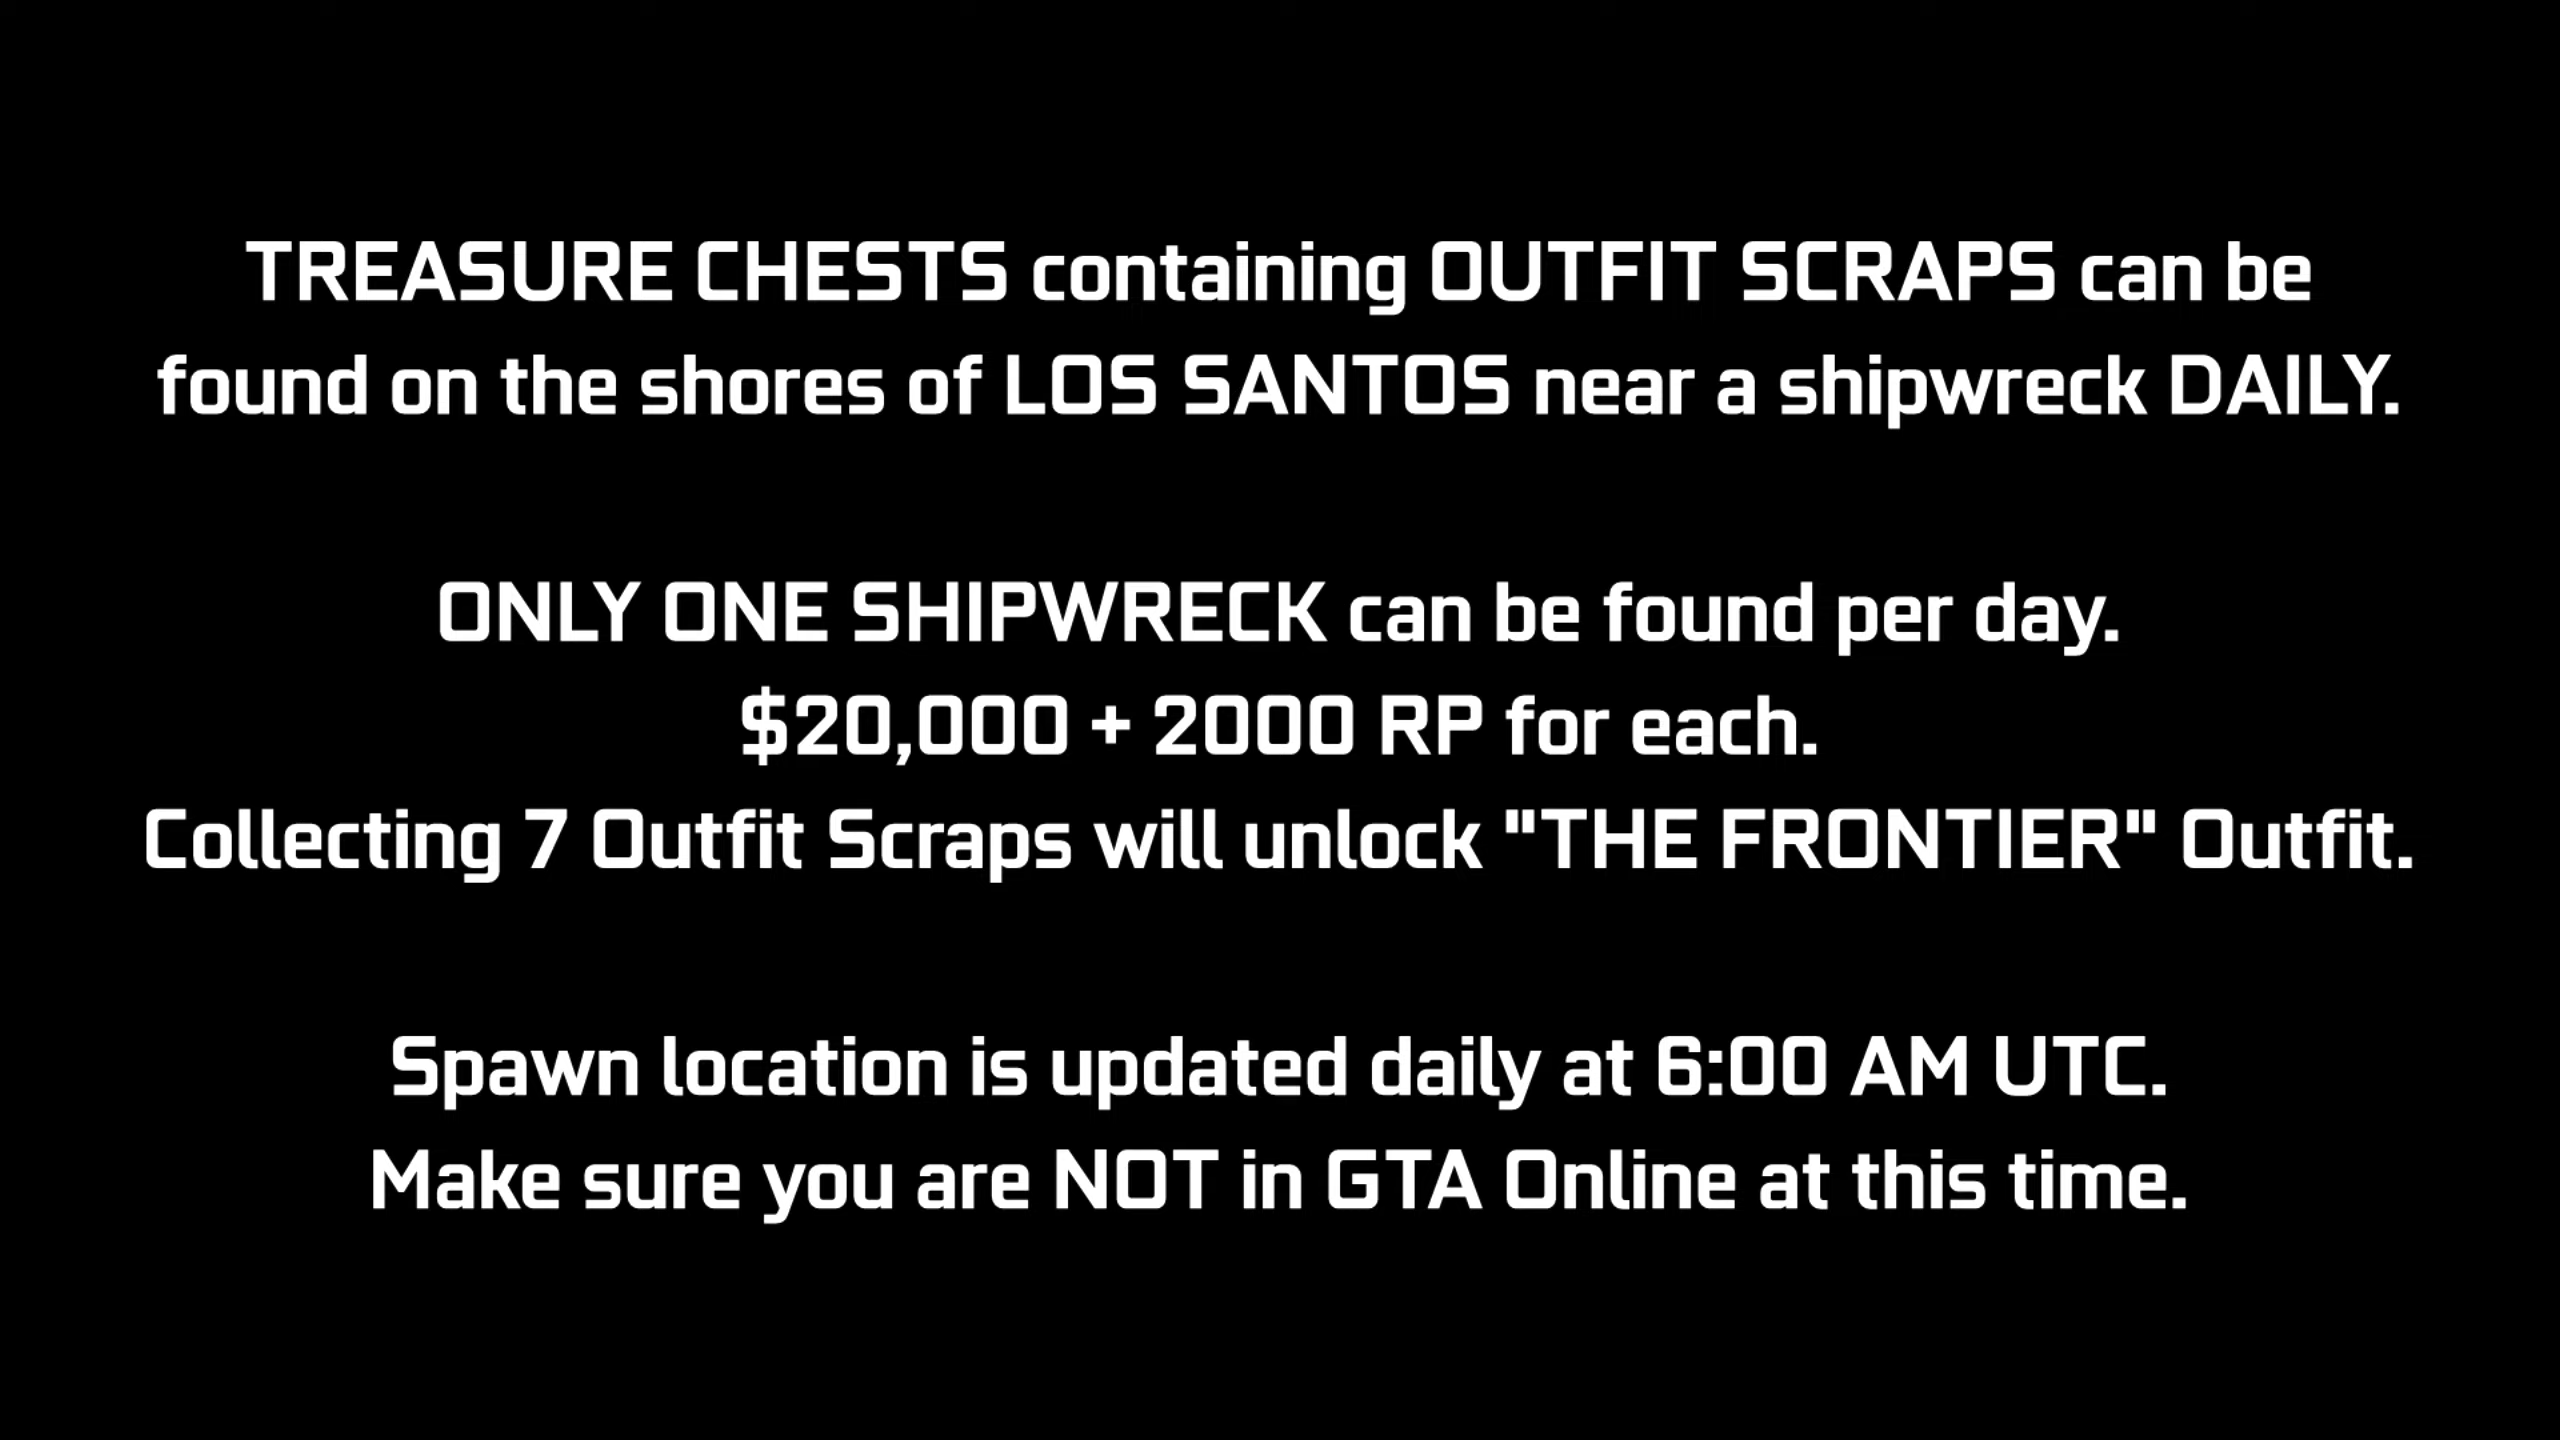 TREASURE CHESTS containing OUTFIT SCRAPS can be
found on the shores of LOS SANTOS near a shipwreck DAILY.
ONLY ONE SHIPWRECK can be found per day.
$20,000 + 2000 RP for each.
Collecting 7 Outfit Scraps will unlock "THE FRONTIER" Outfit.
Spawn location is updated daily at 6:00 AM UTC.
Make sure you are NOT in GTA Online at this time.